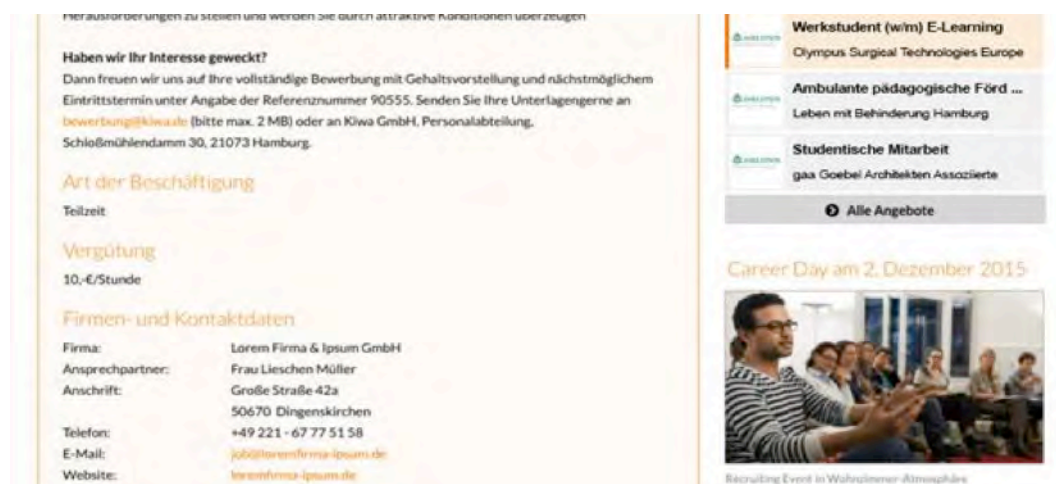 Herausforderungen zu stellen und werden Sie durch attraktive Konditionen überzeugen
Haben wir Ihr Interesse geweckt?
Dann freuen wir uns auf Ihre vollständige Bewerbung mit Gehaltsvorstellung und nächstmöglichem
Eintrittstermin unter Angabe der Referenznummer 90555. Senden Sie Ihre Unterlagengerne an
bewerbung@kiwa.de (bitte max. 2 MB) oder an Kiwa GmbH, Personalabteilung,
Schloßmühlendamm 30, 21073 Hamburg.
Art der Beschäftigung
Teilzeit
Vergütung
10,-€/Stunde
Firmen- und Kontaktdaten
Firma: Lorem Firma & Ipsum GmbH
Ansprechpartner: Frau Lieschen Müller
Anschrift: Große Straße 42a
50670 Dingenskirchen
Telefon: +49 221 - 67 77 51 58
E-Mail: job@loremfirma-ipsum.de
Website: loremfirma-ipsum.de
Werkstudent (w/m) E-Learning
Olympus Surgical Technologies Europe
Ambulante pädagogische Förd ...
Leben mit Behinderung Hamburg
Studentische Mitarbeit
gaa Goebel Architekten Assoziierte
Alle Angebote
Career Day am 2. Dezember 2015
Recruiting Event in Wohnzimmer-Atmosphäre